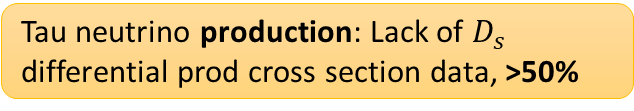 Tau neutrino production: Lack of 𝐷𝑠
differential prod cross section data, >50%